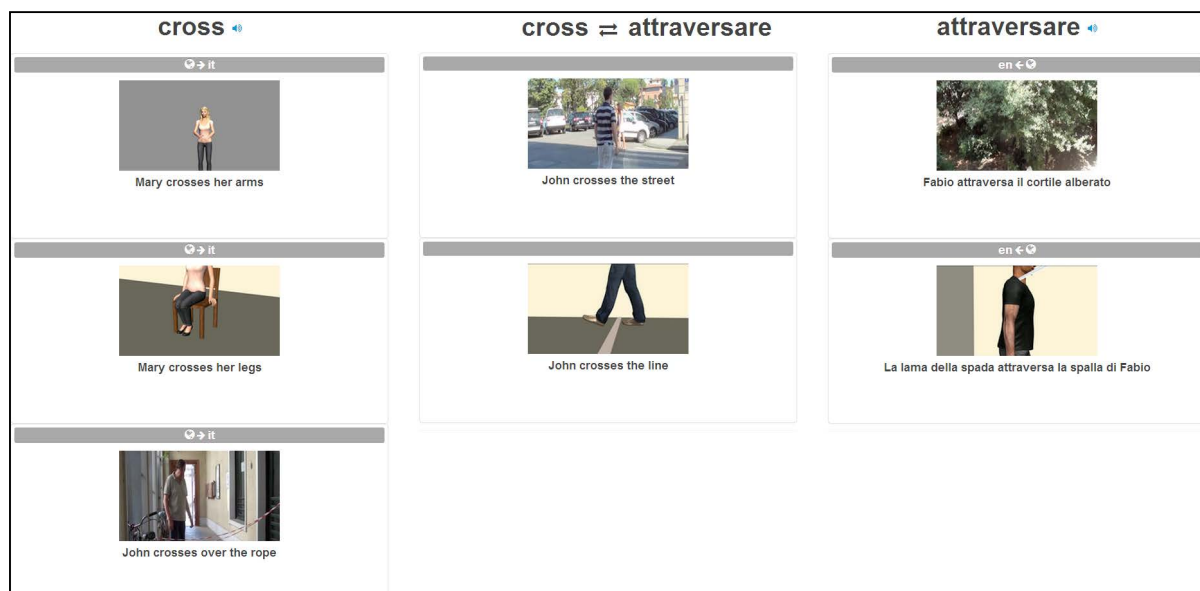 cross
→ it
Mary crosses her arms
→ it
Mary crosses her legs
→ it
John crosses over the rope
cross ⇄ attraversare
John crosses the street
John crosses the line
attraversare
en ←
Fabio attraversa il cortile alberato
en ←
La lama della spada attraversa la spalla di Fabio